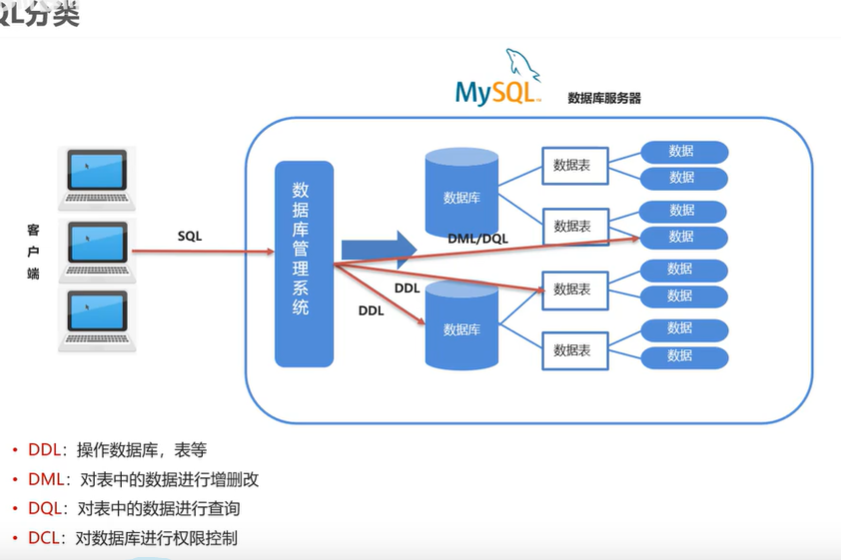 QL分类
MySQL
数据库服务器
客户端
SQL
数据库管理系统
数据库
数据表
数据
数据
数据表
数据
数据
DML/DQL
DDL
DDL
数据库
数据表
数据
数据
数据表
数据
数据
• DDL：操作数据库，表等
• DML：对表中的数据进行增删改
• DQL：对表中的数据进行查询
• DCL：对数据库进行权限控制